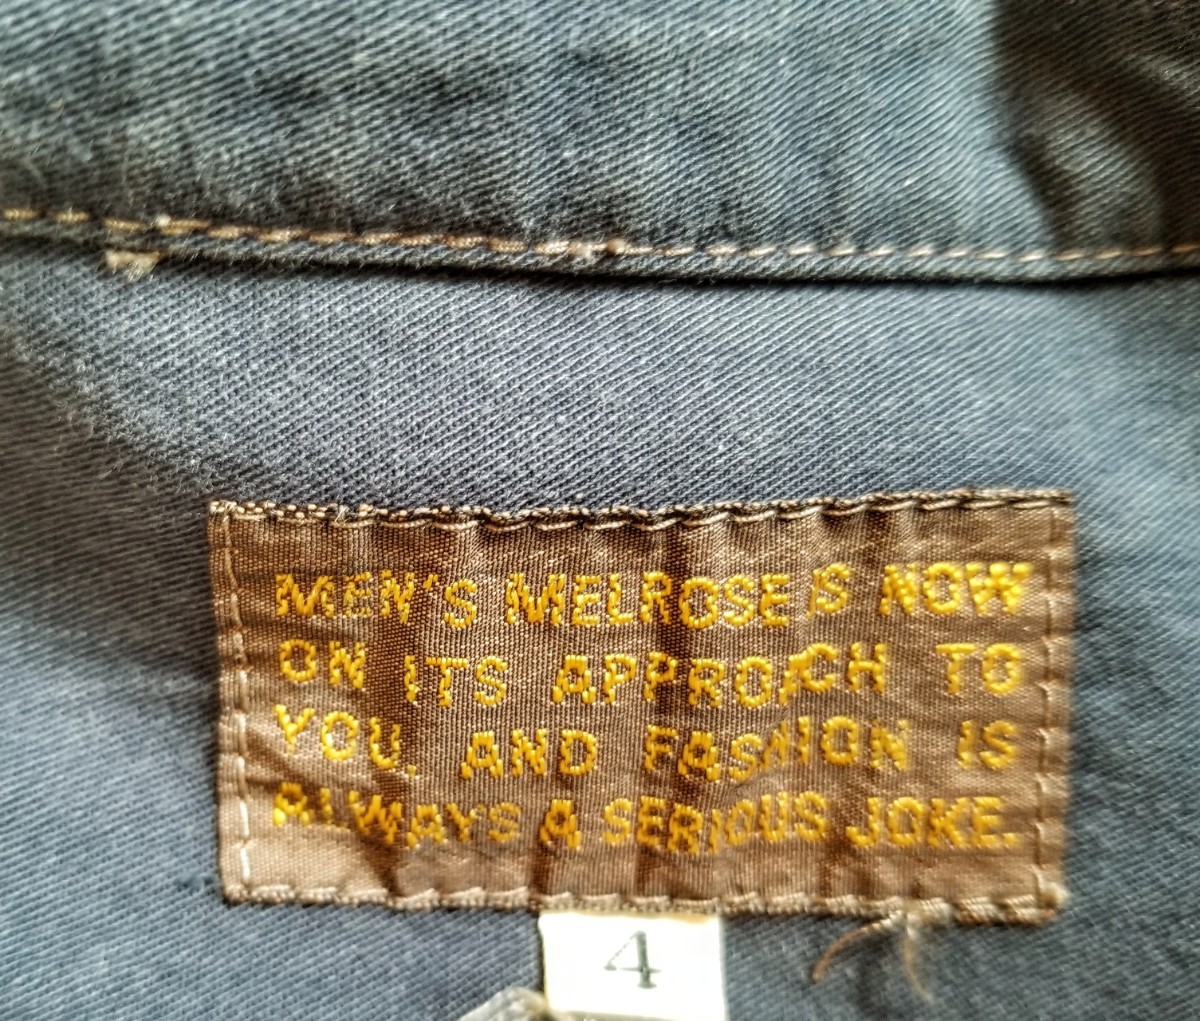 MEN'S MELROSE IS NOW
ON ITS APPROACH TO
YOU, AND FASHION IS
ALWAYS A SERIOUS JOKE.
4